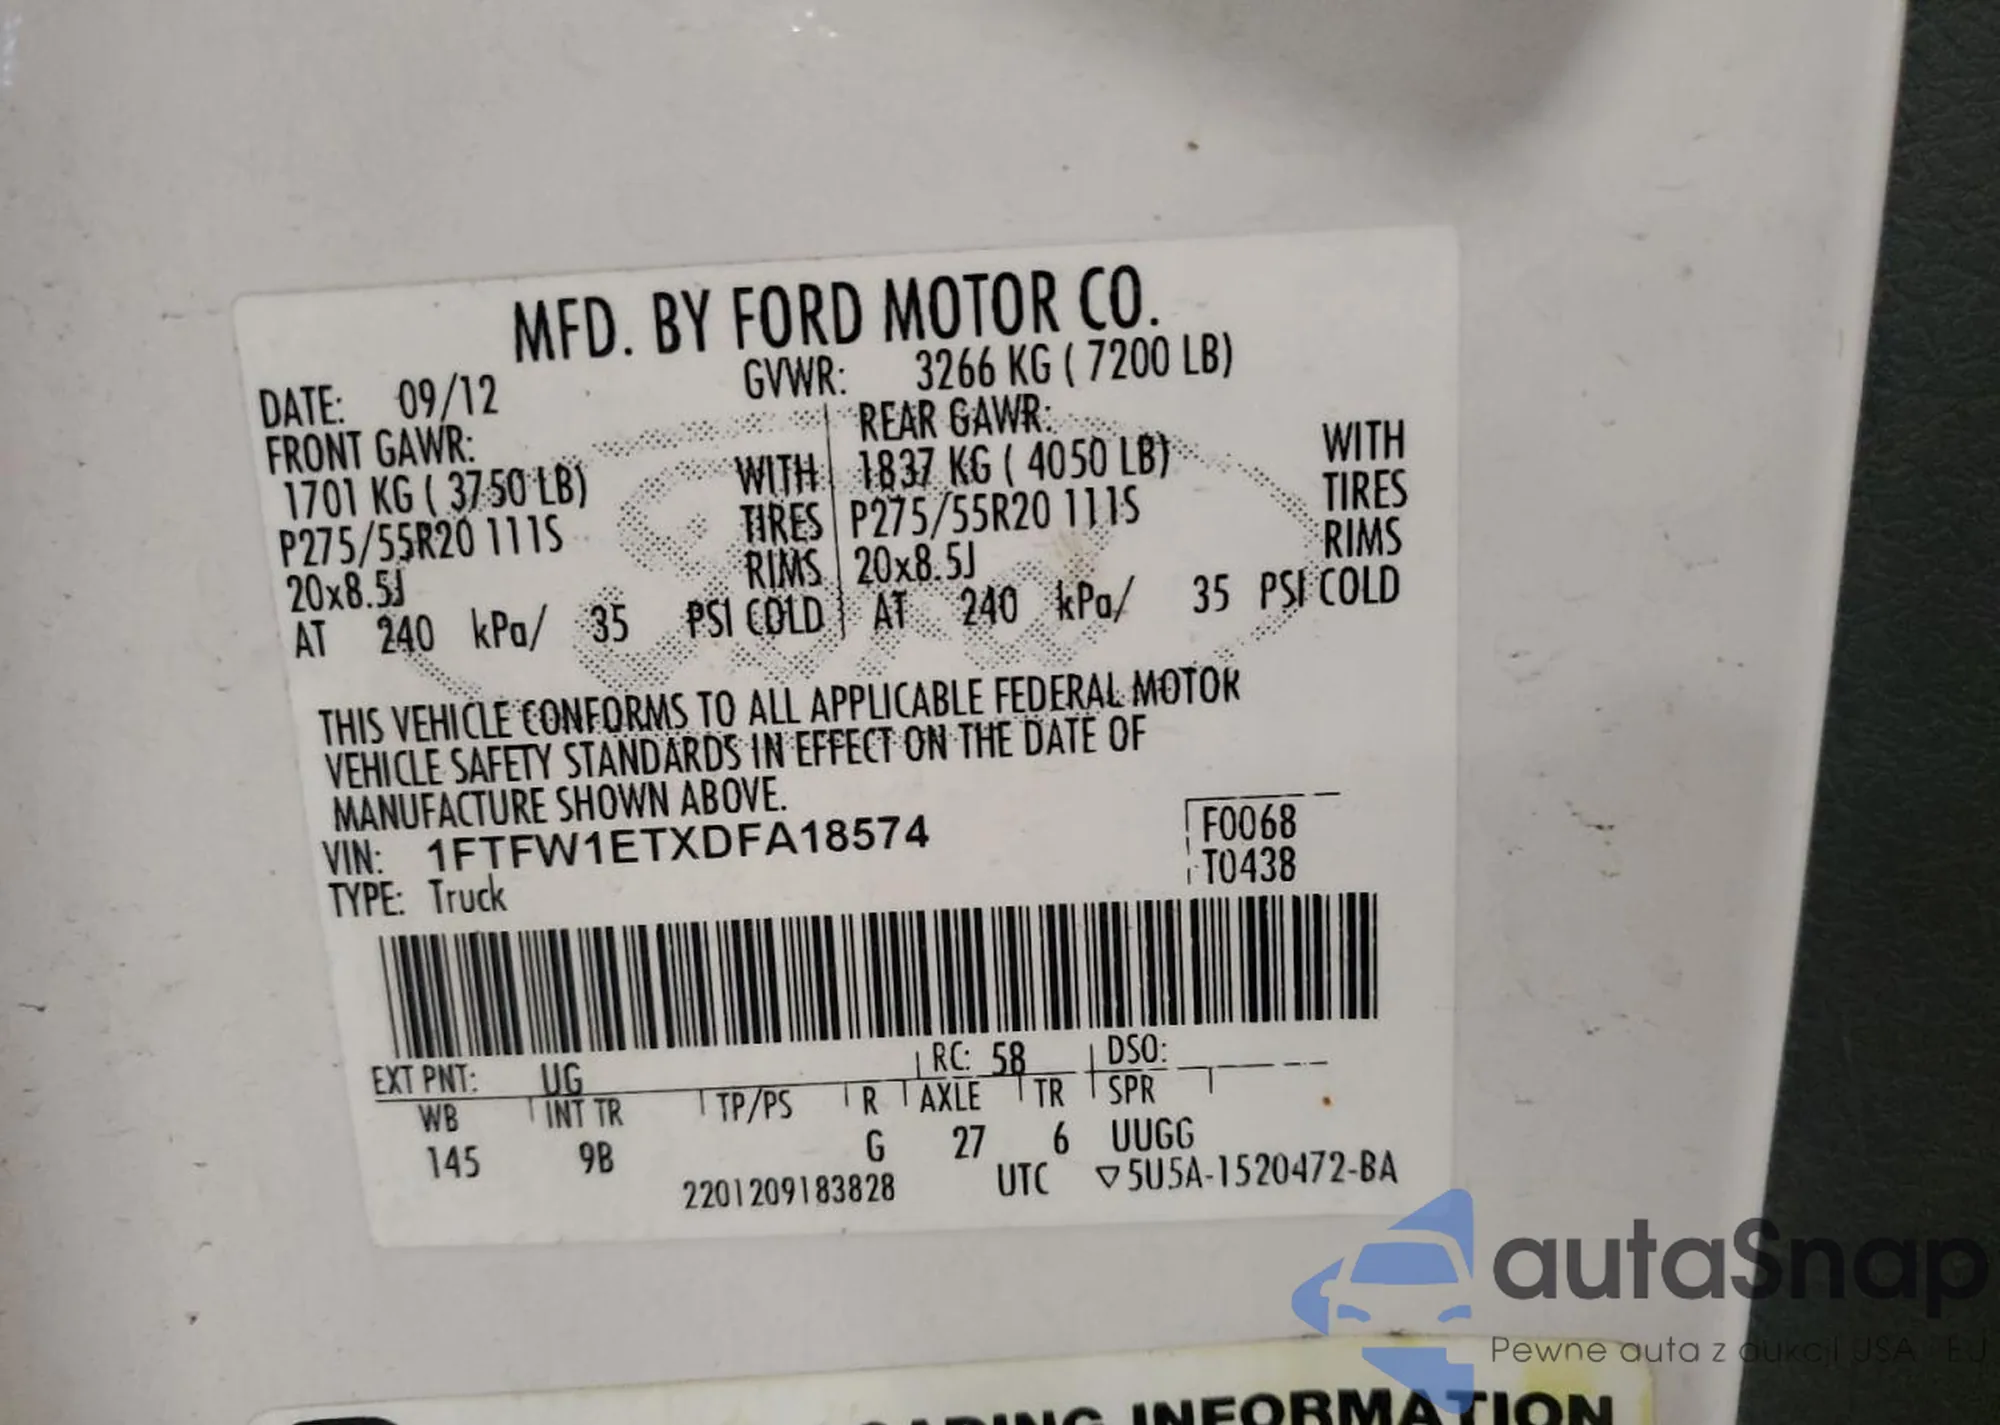 MFD. BY FORD MOTOR CO.
DATE: 09/12 GVWR: 3266 KG ( 7200 LB)
FRONT GAWR: REAR GAWR:
1701 KG ( 3750 LB) WITH 1837 KG ( 4050 LB) WITH
P275/55R20 111S TIRES P275/55R20 111S TIRES
20x8.5J RIMS 20x8.5J RIMS
AT 240 kPa/ 35 PSI COLD AT 240 kPa/ 35 PSI COLD
THIS VEHICLE CONFORMS TO ALL APPLICABLE FEDERAL MOTOR
VEHICLE SAFETY STANDARDS IN EFFECT ON THE DATE OF
MANUFACTURE SHOWN ABOVE.
VIN: 1FTFW1ETXDFA18574 F0068
TYPE: Truck T0438
EXT PNT: UG RC: 58 DSO:
WB INT TR TP/PS R AXLE TR SPR
145 9B G 27 6 UUGG
2201209183828 UTC ▽5U5A-1520472-BA
autaSnap
Pewne auta z aukcji USA i EU
INFORMATION